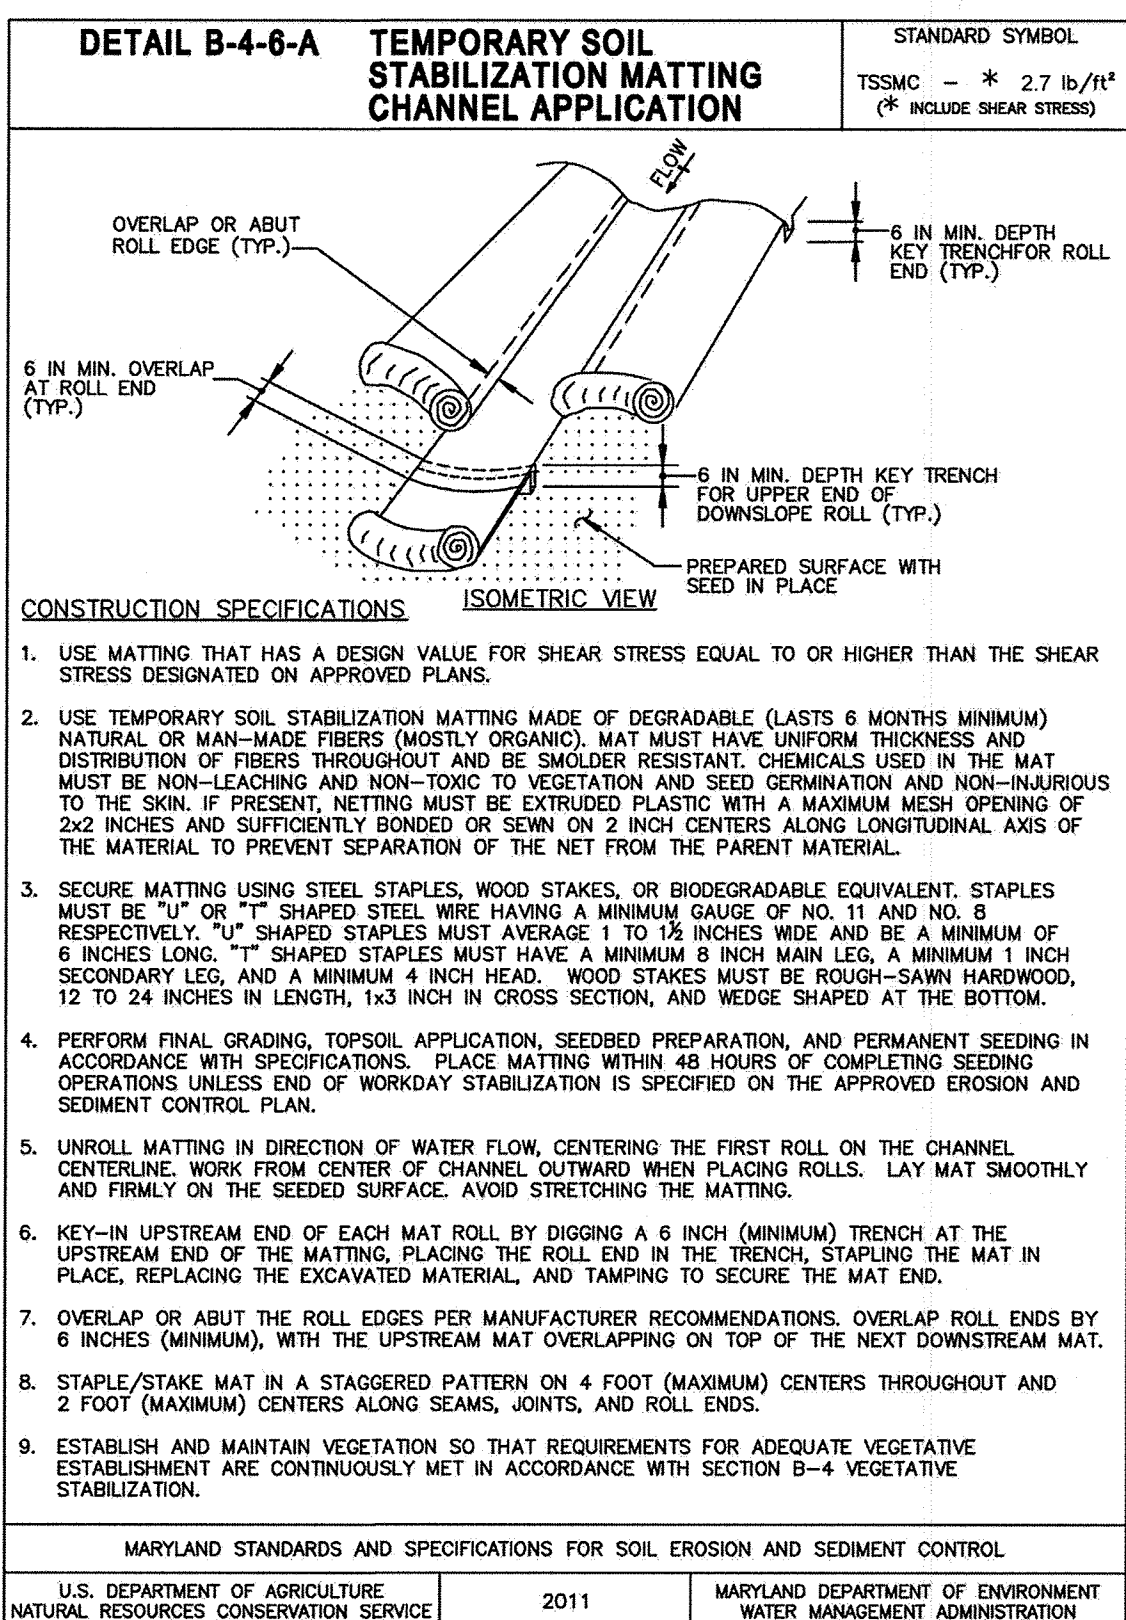 DETAIL B-4-6-A TEMPORARY SOIL
STABILIZATION MATTING
CHANNEL APPLICATION
STANDARD SYMBOL
TSSMC - * 2.7 lb/ft²
(* INCLUDE SHEAR STRESS)
FLOW
OVERLAP OR ABUT
ROLL EDGE (TYP.)
6 IN MIN. DEPTH
KEY TRENCHFOR ROLL
END (TYP.)
6 IN MIN. OVERLAP
AT ROLL END
(TYP.)
6 IN MIN. DEPTH KEY TRENCH
FOR UPPER END OF
DOWNSLOPE ROLL (TYP.)
PREPARED SURFACE WITH
SEED IN PLACE
ISOMETRIC VIEW
CONSTRUCTION SPECIFICATIONS
1. USE MATTING THAT HAS A DESIGN VALUE FOR SHEAR STRESS EQUAL TO OR HIGHER THAN THE SHEAR
STRESS DESIGNATED ON APPROVED PLANS.
2. USE TEMPORARY SOIL STABILIZATION MATTING MADE OF DEGRADABLE (LASTS 6 MONTHS MINIMUM)
NATURAL OR MAN-MADE FIBERS (MOSTLY ORGANIC). MAT MUST HAVE UNIFORM THICKNESS AND
DISTRIBUTION OF FIBERS THROUGHOUT AND BE SMOLDER RESISTANT. CHEMICALS USED IN THE MAT
MUST BE NON-LEACHING AND NON-TOXIC TO VEGETATION AND SEED GERMINATION AND NON-INJURIOUS
TO THE SKIN. IF PRESENT, NETTING MUST BE EXTRUDED PLASTIC WITH A MAXIMUM MESH OPENING OF
2x2 INCHES AND SUFFICIENTLY BONDED OR SEWN ON 2 INCH CENTERS ALONG LONGITUDINAL AXIS OF
THE MATERIAL TO PREVENT SEPARATION OF THE NET FROM THE PARENT MATERIAL.
3. SECURE MATTING USING STEEL STAPLES, WOOD STAKES, OR BIODEGRADABLE EQUIVALENT. STAPLES
MUST BE "U" OR "T" SHAPED STEEL WIRE HAVING A MINIMUM GAUGE OF NO. 11 AND NO. 8
RESPECTIVELY. "U" SHAPED STAPLES MUST AVERAGE 1 TO 1½ INCHES WIDE AND BE A MINIMUM OF
6 INCHES LONG. "T" SHAPED STAPLES MUST HAVE A MINIMUM 8 INCH MAIN LEG, A MINIMUM 1 INCH
SECONDARY LEG, AND A MINIMUM 4 INCH HEAD. WOOD STAKES MUST BE ROUGH-SAWN HARDWOOD,
12 TO 24 INCHES IN LENGTH, 1x3 INCH IN CROSS SECTION, AND WEDGE SHAPED AT THE BOTTOM.
4. PERFORM FINAL GRADING, TOPSOIL APPLICATION, SEEDBED PREPARATION, AND PERMANENT SEEDING IN
ACCORDANCE WITH SPECIFICATIONS. PLACE MATTING WITHIN 48 HOURS OF COMPLETING SEEDING
OPERATIONS UNLESS END OF WORKDAY STABILIZATION IS SPECIFIED ON THE APPROVED EROSION AND
SEDIMENT CONTROL PLAN.
5. UNROLL MATTING IN DIRECTION OF WATER FLOW, CENTERING THE FIRST ROLL ON THE CHANNEL
CENTERLINE. WORK FROM CENTER OF CHANNEL OUTWARD WHEN PLACING ROLLS. LAY MAT SMOOTHLY
AND FIRMLY ON THE SEEDED SURFACE. AVOID STRETCHING THE MATTING.
6. KEY-IN UPSTREAM END OF EACH MAT ROLL BY DIGGING A 6 INCH (MINIMUM) TRENCH AT THE
UPSTREAM END OF THE MATTING, PLACING THE ROLL END IN THE TRENCH, STAPLING THE MAT IN
PLACE, REPLACING THE EXCAVATED MATERIAL, AND TAMPING TO SECURE THE MAT END.
7. OVERLAP OR ABUT THE ROLL EDGES PER MANUFACTURER RECOMMENDATIONS. OVERLAP ROLL ENDS BY
6 INCHES (MINIMUM), WITH THE UPSTREAM MAT OVERLAPPING ON TOP OF THE NEXT DOWNSTREAM MAT.
8. STAPLE/STAKE MAT IN A STAGGERED PATTERN ON 4 FOOT (MAXIMUM) CENTERS THROUGHOUT AND
2 FOOT (MAXIMUM) CENTERS ALONG SEAMS, JOINTS, AND ROLL ENDS.
9. ESTABLISH AND MAINTAIN VEGETATION SO THAT REQUIREMENTS FOR ADEQUATE VEGETATIVE
ESTABLISHMENT ARE CONTINUOUSLY MET IN ACCORDANCE WITH SECTION B-4 VEGETATIVE
STABILIZATION.
MARYLAND STANDARDS AND SPECIFICATIONS FOR SOIL EROSION AND SEDIMENT CONTROL
U.S. DEPARTMENT OF AGRICULTURE
NATURAL RESOURCES CONSERVATION SERVICE
2011
MARYLAND DEPARTMENT OF ENVIRONMENT
WATER MANAGEMENT ADMINISTRATION